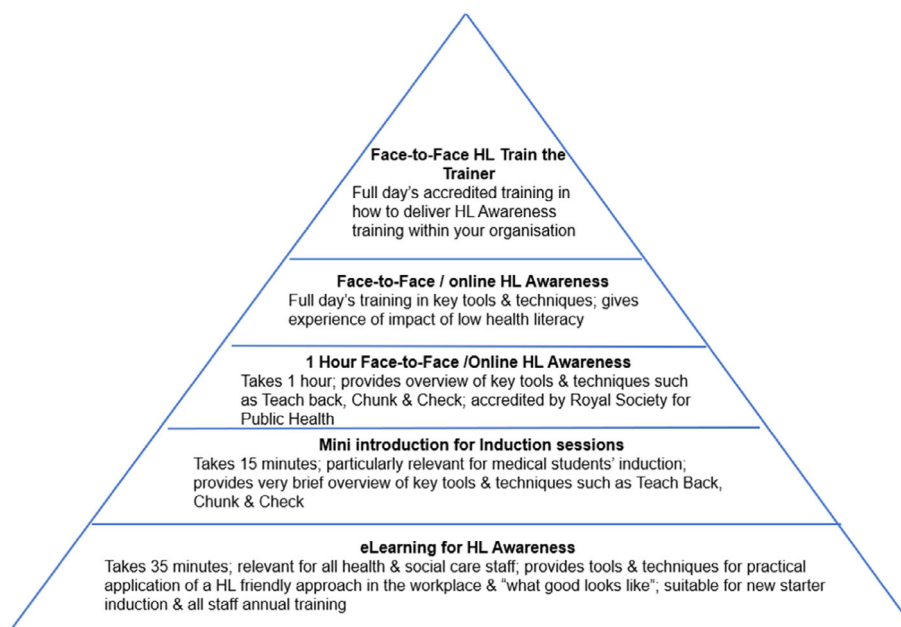 Face-to-Face HL Train the
Trainer
Full day's accredited training in
how to deliver HL Awareness
training within your organisation
Face-to-Face / online HL Awareness
Full day's training in key tools & techniques; gives
experience of impact of low health literacy
1 Hour Face-to-Face /Online HL Awareness
Takes 1 hour; provides overview of key tools & techniques such
as Teach back, Chunk & Check; accredited by Royal Society for
Public Health
Mini introduction for Induction sessions
Takes 15 minutes; particularly relevant for medical students' induction;
provides very brief overview of key tools & techniques such as Teach Back,
Chunk & Check
eLearning for HL Awareness
Takes 35 minutes; relevant for all health & social care staff; provides tools & techniques for practical
application of a HL friendly approach in the workplace & "what good looks like"; suitable for new starter
induction & all staff annual training